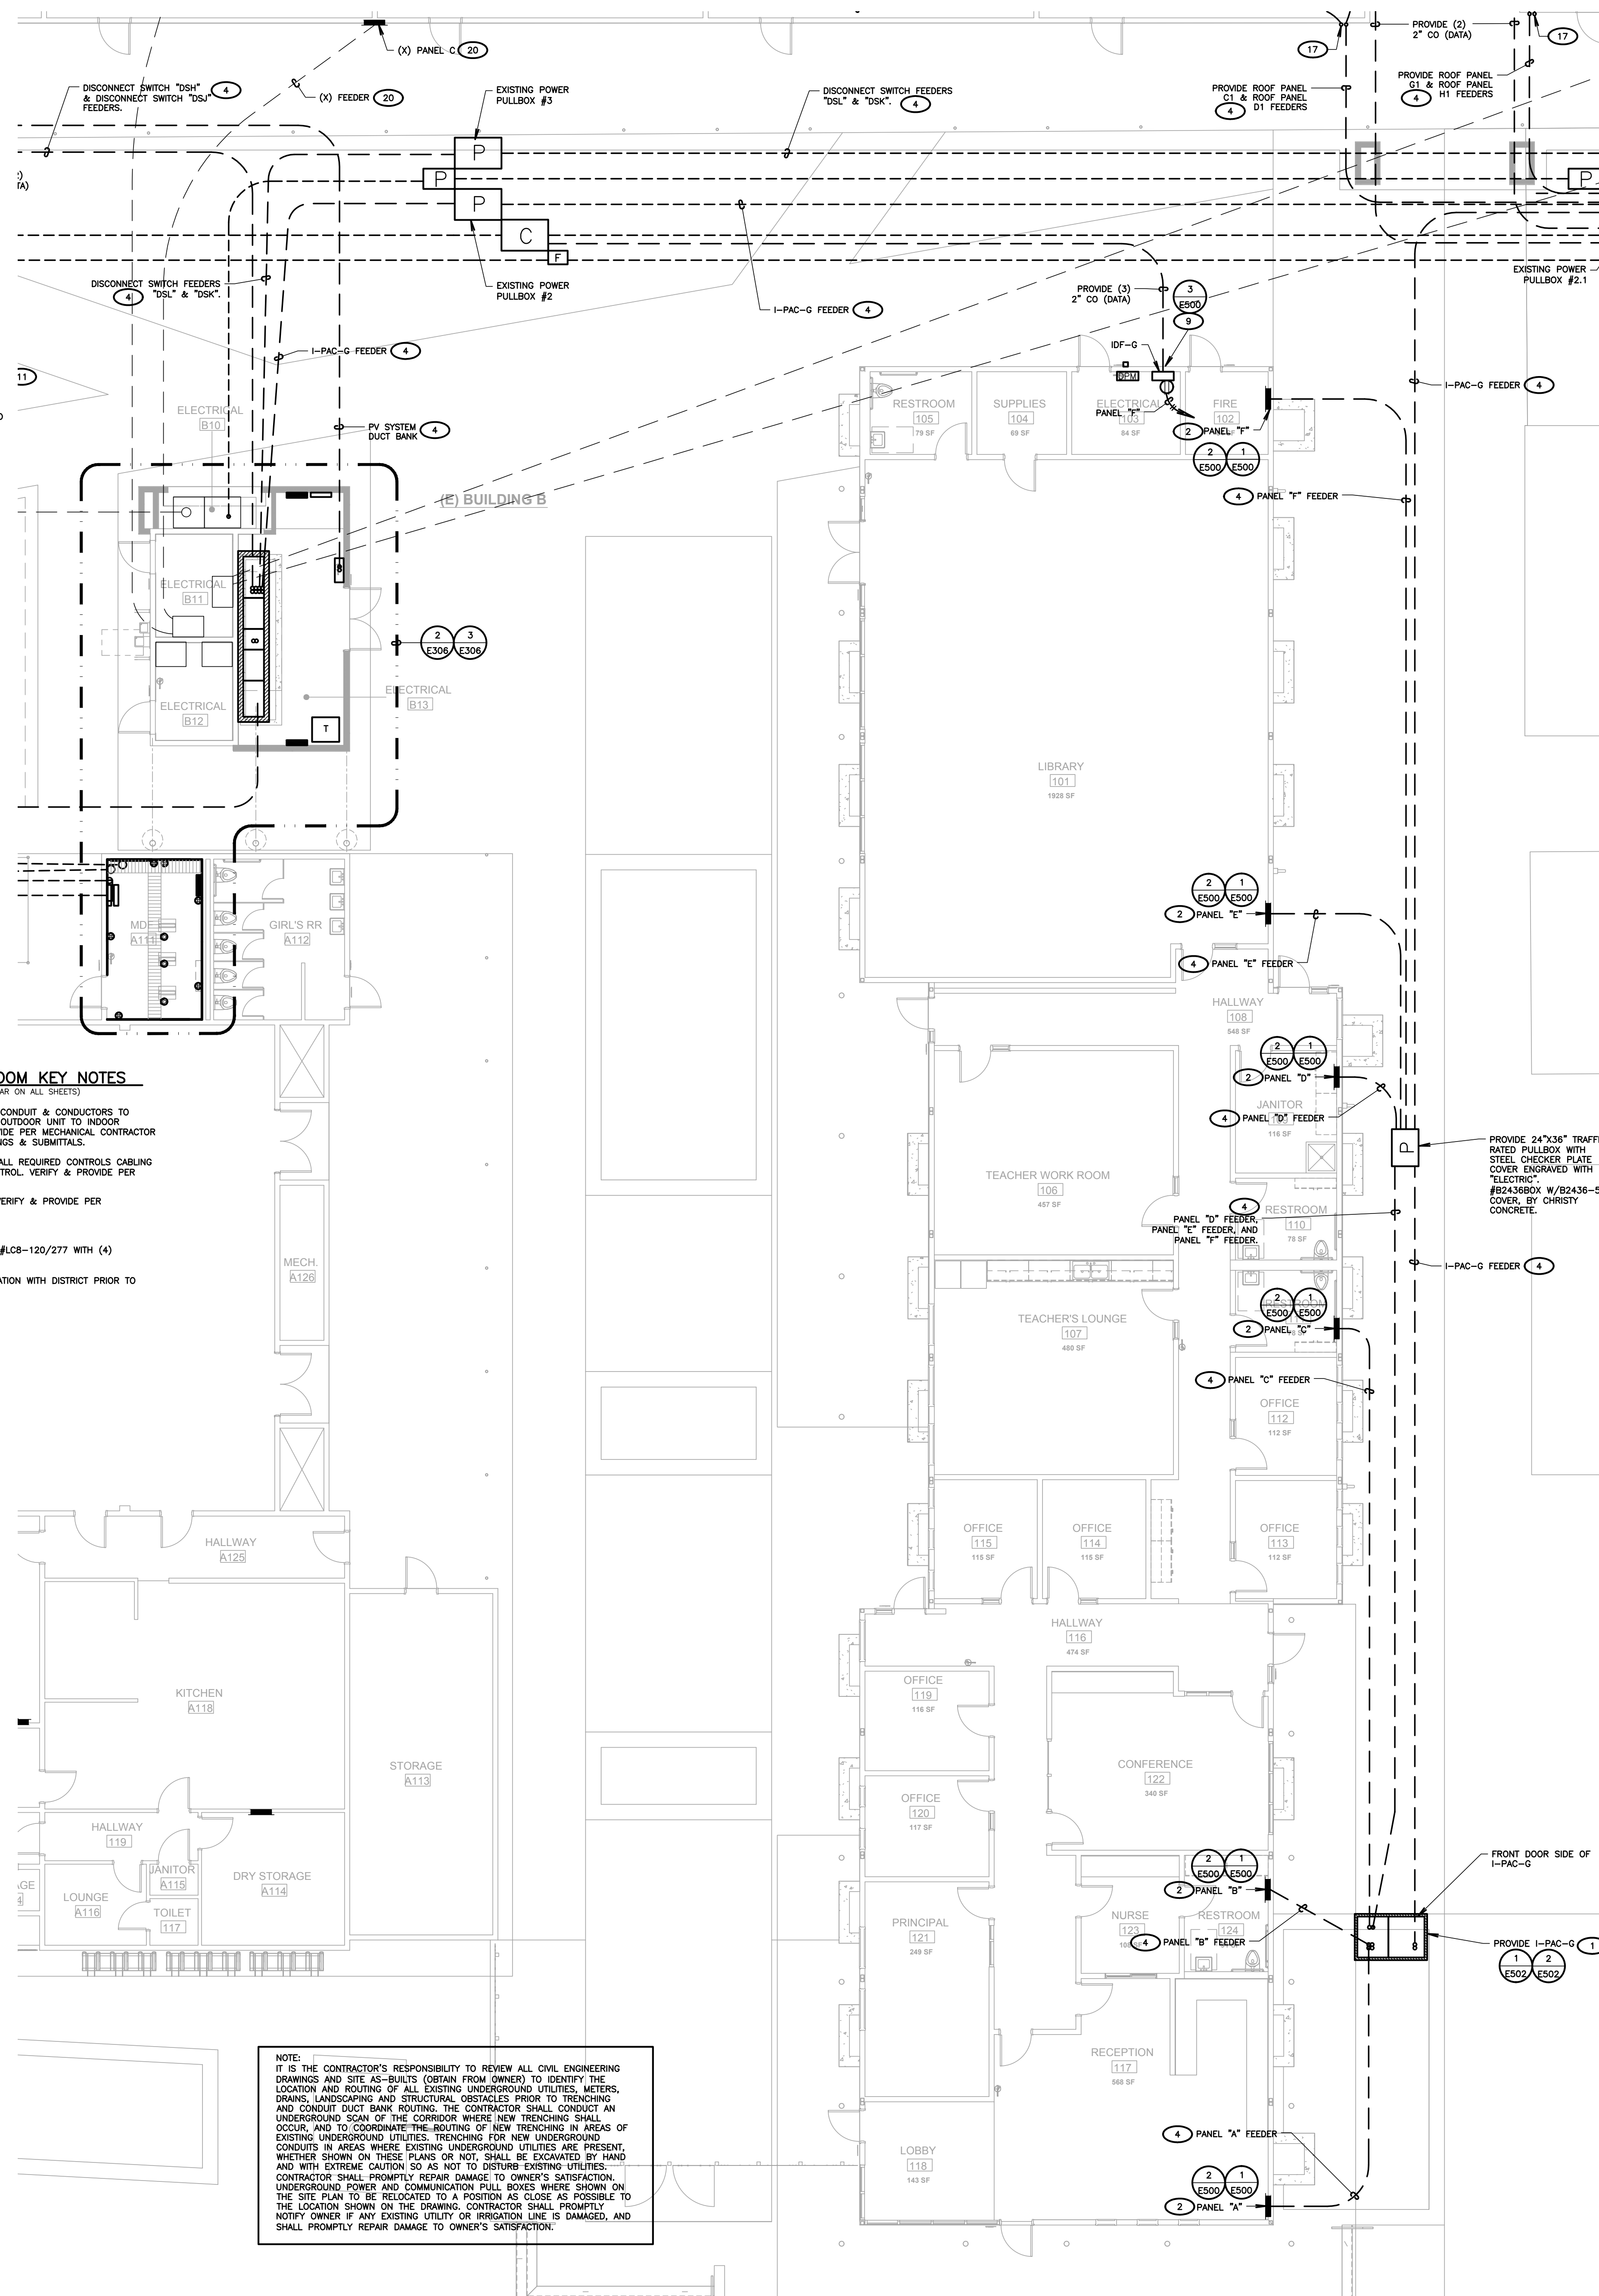 (X) PANEL C 20
DISCONNECT SWITCH "DSH" 4
& DISCONNECT SWITCH "DSJ"
FEEDERS.
(X) FEEDER 20
EXISTING POWER
PULLBOX #3
DISCONNECT SWITCH FEEDERS
"DSL" & "DSK". 4
17
PROVIDE (2)
2" CO (DATA)
17
PROVIDE ROOF PANEL
C1 & ROOF PANEL
4 D1 FEEDERS
PROVIDE ROOF PANEL
G1 & ROOF PANEL
4 H1 FEEDERS
TA)
P
P
P
C
F
P
DISCONNECT SWITCH FEEDERS
4 "DSL" & "DSK".
EXISTING POWER
PULLBOX #2
I-PAC-G FEEDER 4
PROVIDE (3)
2" CO (DATA)
3
E500
9
EXISTING POWER
PULLBOX #2.1
I-PAC-G FEEDER 4
11
IDF-G
DPM
I-PAC-G FEEDER 4
ELECTRICAL
B10
PV SYSTEM 4
DUCT BANK
RESTROOM
105
79 SF
SUPPLIES
104
69 SF
ELECTRICAL
103
84 SF
PANEL "F"
FIRE
102
2 PANEL "F"
2 1
E500 E500
4 PANEL "F" FEEDER
(E) BUILDING B
ELECTRICAL
B11
2 3
E306 E306
ELECTRICAL
B12
ELECTRICAL
B13
T
LIBRARY
101
1928 SF
2 1
E500 E500
2 PANEL "E"
4 PANEL "E" FEEDER
A111
GIRL'S RR
A112
HALLWAY
108
548 SF
2 1
E500 E500
2 PANEL "D"
JANITOR
4 PANEL "D" FEEDER
116 SF
OOM KEY NOTES
AR ON ALL SHEETS)
CONDUIT & CONDUCTORS TO
OUTDOOR UNIT TO INDOOR
IDE PER MECHANICAL CONTRACTOR
NGS & SUBMITTALS.
ALL REQUIRED CONTROLS CABLING
TROL. VERIFY & PROVIDE PER
VERIFY & PROVIDE PER
#LC8-120/277 WITH (4)
ATION WITH DISTRICT PRIOR TO
P
PROVIDE 24"X36" TRAFF
RATED PULLBOX WITH
STEEL CHECKER PLATE
COVER ENGRAVED WITH
"ELECTRIC".
#B2436BOX W/B2436-5
COVER, BY CHRISTY
CONCRETE.
TEACHER WORK ROOM
106
457 SF
4
PANEL "D" FEEDER,
PANEL "E" FEEDER, AND
PANEL "F" FEEDER.
RESTROOM
110
78 SF
I-PAC-G FEEDER 4
MECH.
A126
TEACHER'S LOUNGE
107
480 SF
2 1
E500 E500
RESTROOM
2 PANEL "C"
4 PANEL "C" FEEDER
OFFICE
112
112 SF
OFFICE
115
115 SF
OFFICE
114
115 SF
OFFICE
113
112 SF
HALLWAY
A125
HALLWAY
116
474 SF
KITCHEN
A118
OFFICE
119
116 SF
STORAGE
A113
CONFERENCE
122
340 SF
OFFICE
120
117 SF
HALLWAY
119
JANITOR
A115
DRY STORAGE
A114
LOUNGE
A116
TOILET
117
AGE
FRONT DOOR SIDE OF
I-PAC-G
2 1
E500 E500
2 PANEL "B"
PRINCIPAL
121
249 SF
NURSE
123
RESTROOM
124
4 PANEL "B" FEEDER
PROVIDE I-PAC-G 1
1 2
E502 E502
RECEPTION
117
568 SF
LOBBY
118
143 SF
4 PANEL "A" FEEDER
2 1
E500 E500
2 PANEL "A"
NOTE:
IT IS THE CONTRACTOR'S RESPONSIBILITY TO REVIEW ALL CIVIL ENGINEERING
DRAWINGS AND SITE AS-BUILTS (OBTAIN FROM OWNER) TO IDENTIFY THE
LOCATION AND ROUTING OF ALL EXISTING UNDERGROUND UTILITIES, METERS,
DRAINS, LANDSCAPING AND STRUCTURAL OBSTACLES PRIOR TO TRENCHING
AND CONDUIT DUCT BANK ROUTING. THE CONTRACTOR SHALL CONDUCT AN
UNDERGROUND SCAN OF THE CORRIDOR WHERE NEW TRENCHING SHALL
OCCUR, AND TO COORDINATE THE ROUTING OF NEW TRENCHING IN AREAS OF
EXISTING UNDERGROUND UTILITIES. TRENCHING FOR NEW UNDERGROUND
CONDUITS IN AREAS WHERE EXISTING UNDERGROUND UTILITIES ARE PRESENT,
WHETHER SHOWN ON THESE PLANS OR NOT, SHALL BE EXCAVATED BY HAND
AND WITH EXTREME CAUTION SO AS NOT TO DISTURB EXISTING UTILITIES.
CONTRACTOR SHALL PROMPTLY REPAIR DAMAGE TO OWNER'S SATISFACTION.
UNDERGROUND POWER AND COMMUNICATION PULL BOXES WHERE SHOWN ON
THE SITE PLAN TO BE RELOCATED TO A POSITION AS CLOSE AS POSSIBLE TO
THE LOCATION SHOWN ON THE DRAWING. CONTRACTOR SHALL PROMPTLY
NOTIFY OWNER IF ANY EXISTING UTILITY OR IRRIGATION LINE IS DAMAGED, AND
SHALL PROMPTLY REPAIR DAMAGE TO OWNER'S SATISFACTION.